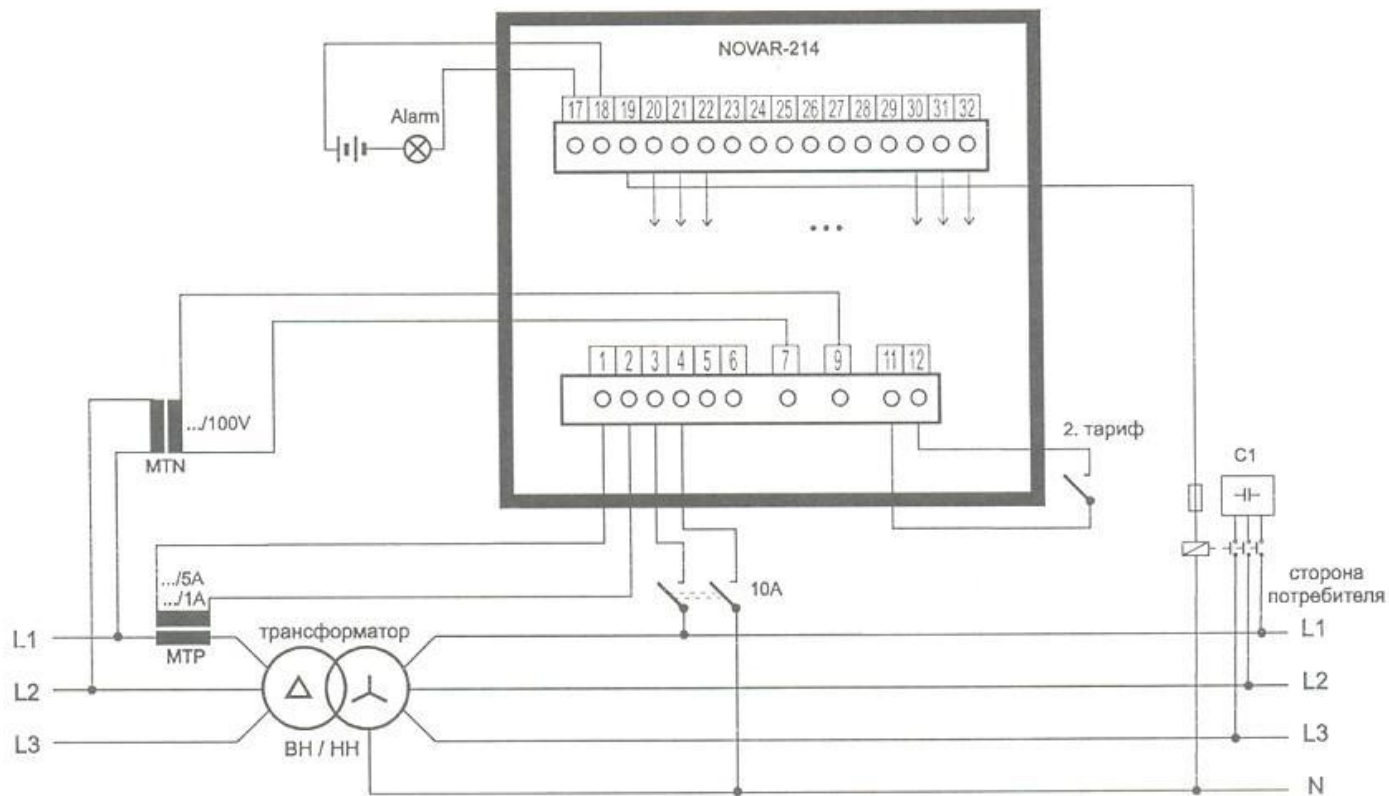 NOVAR-214
17 18 19 20 21 22 23 24 25 26 27 28 29 30 31 32
Alarm
1 2 3 4 5 6 7 9 11 12
.../100V
MTN
2. тариф
C1
.../5A
.../1A
10A
сторона
потребителя
L1
MTP
трансформатор
L1
L2
L2
L3
ВН / НН
L3
N